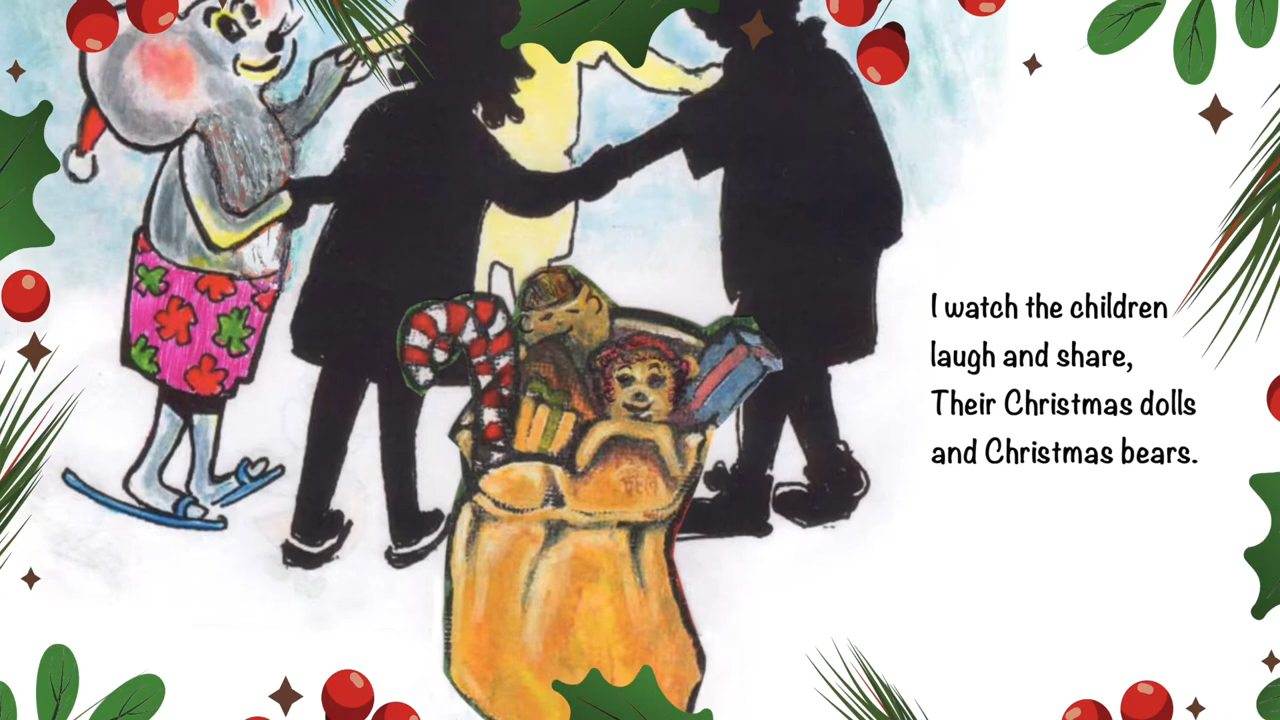 I watch the children
laugh and share,
Their Christmas dolls
and Christmas bears.